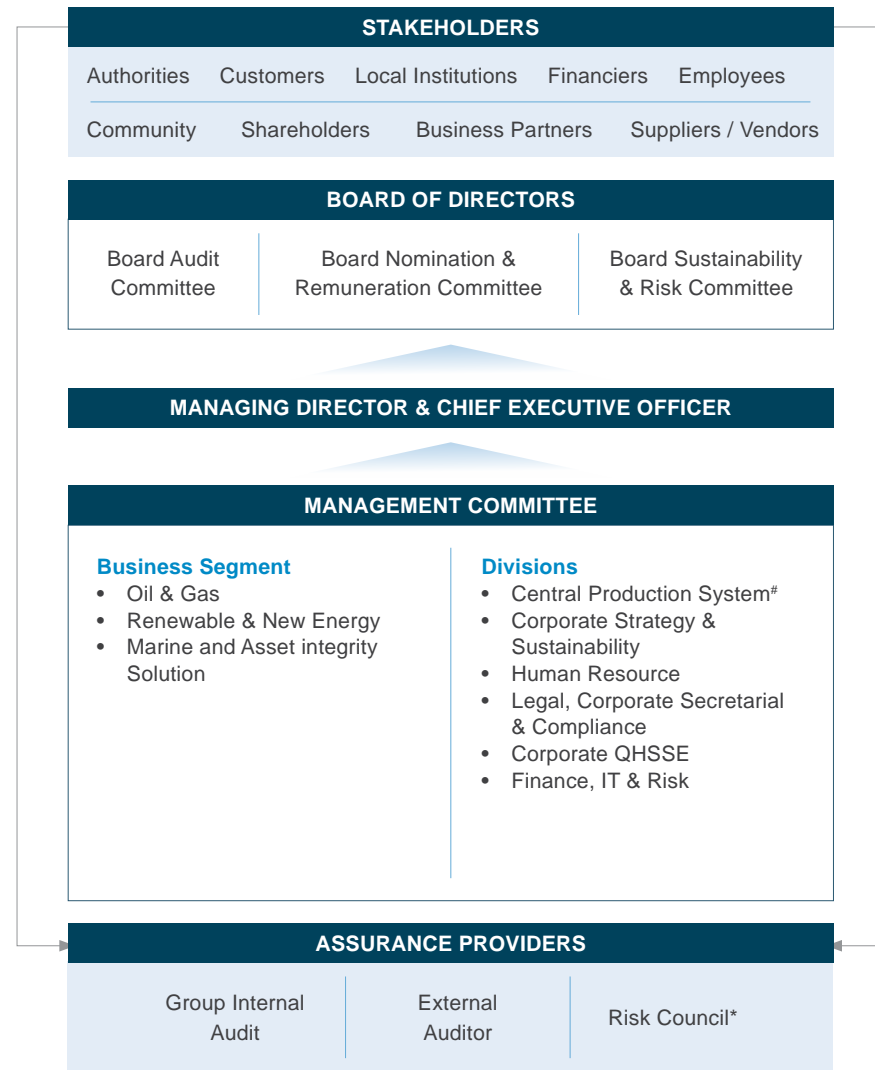 STAKEHOLDERS
Authorities Customers Local Institutions Financiers Employees
Community Shareholders Business Partners Suppliers / Vendors
BOARD OF DIRECTORS
Board Audit
Committee
Board Nomination &
Remuneration Committee
Board Sustainability
& Risk Committee
MANAGING DIRECTOR & CHIEF EXECUTIVE OFFICER
MANAGEMENT COMMITTEE
Business Segment
• Oil & Gas
• Renewable & New Energy
• Marine and Asset integrity
Solution
Divisions
• Central Production System#
• Corporate Strategy &
Sustainability
• Human Resource
• Legal, Corporate Secretarial
& Compliance
• Corporate QHSSE
• Finance, IT & Risk
ASSURANCE PROVIDERS
Group Internal
Audit
External
Auditor
Risk Council*